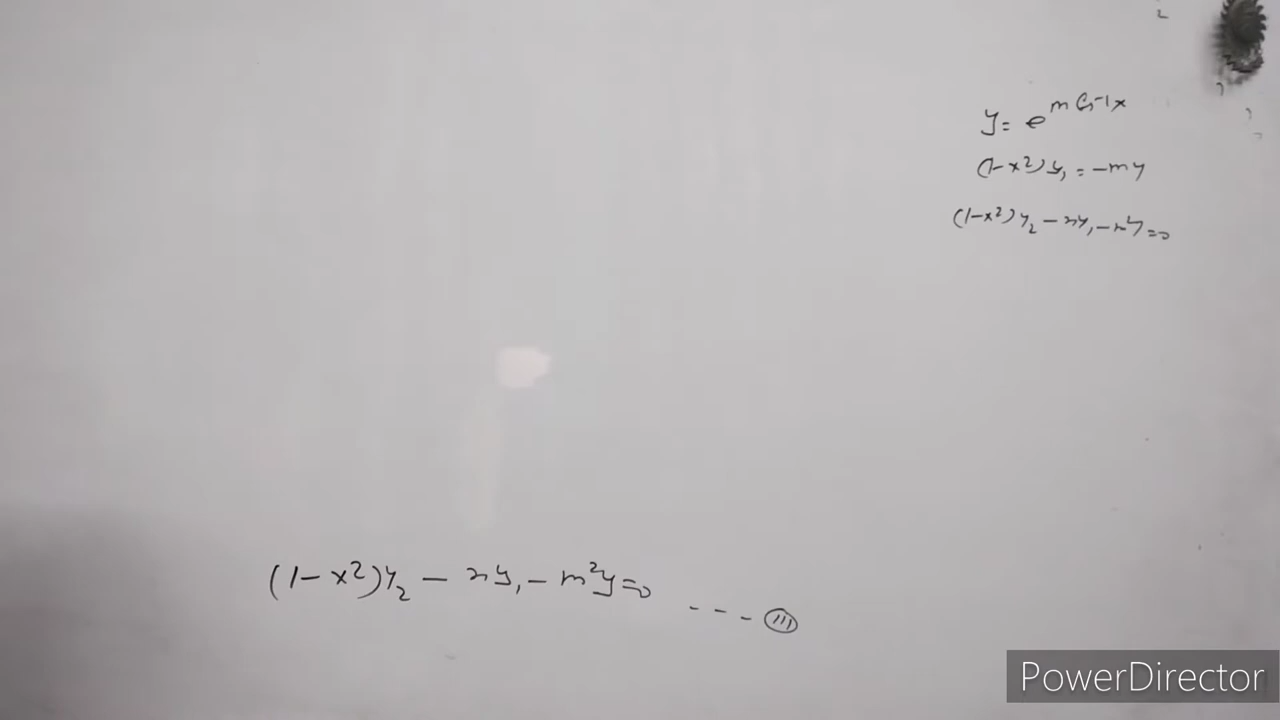 y = e^{m cos⁻¹x}
(1-x²)y₁ = -my
(1-x²)y₂ - xy₁ - m²y = 0
(1-x²)y₂ - xy₁ - m²y = 0 --- (iii)
PowerDirector